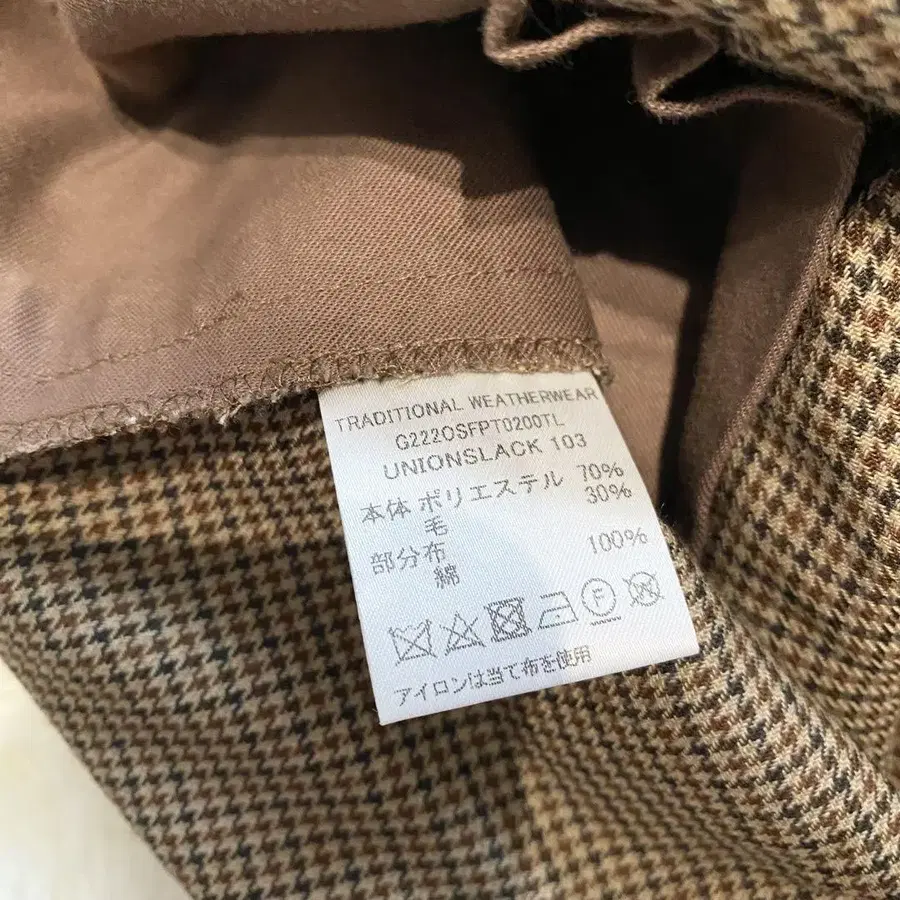 TRADITIONAL WEATHERWEAR
G222OSFPT0200TL
UNIONSLACK 103
本体 ポリエステル 70%
毛 30%
部分布
綿 100%
F
アイロンは当て布を使用